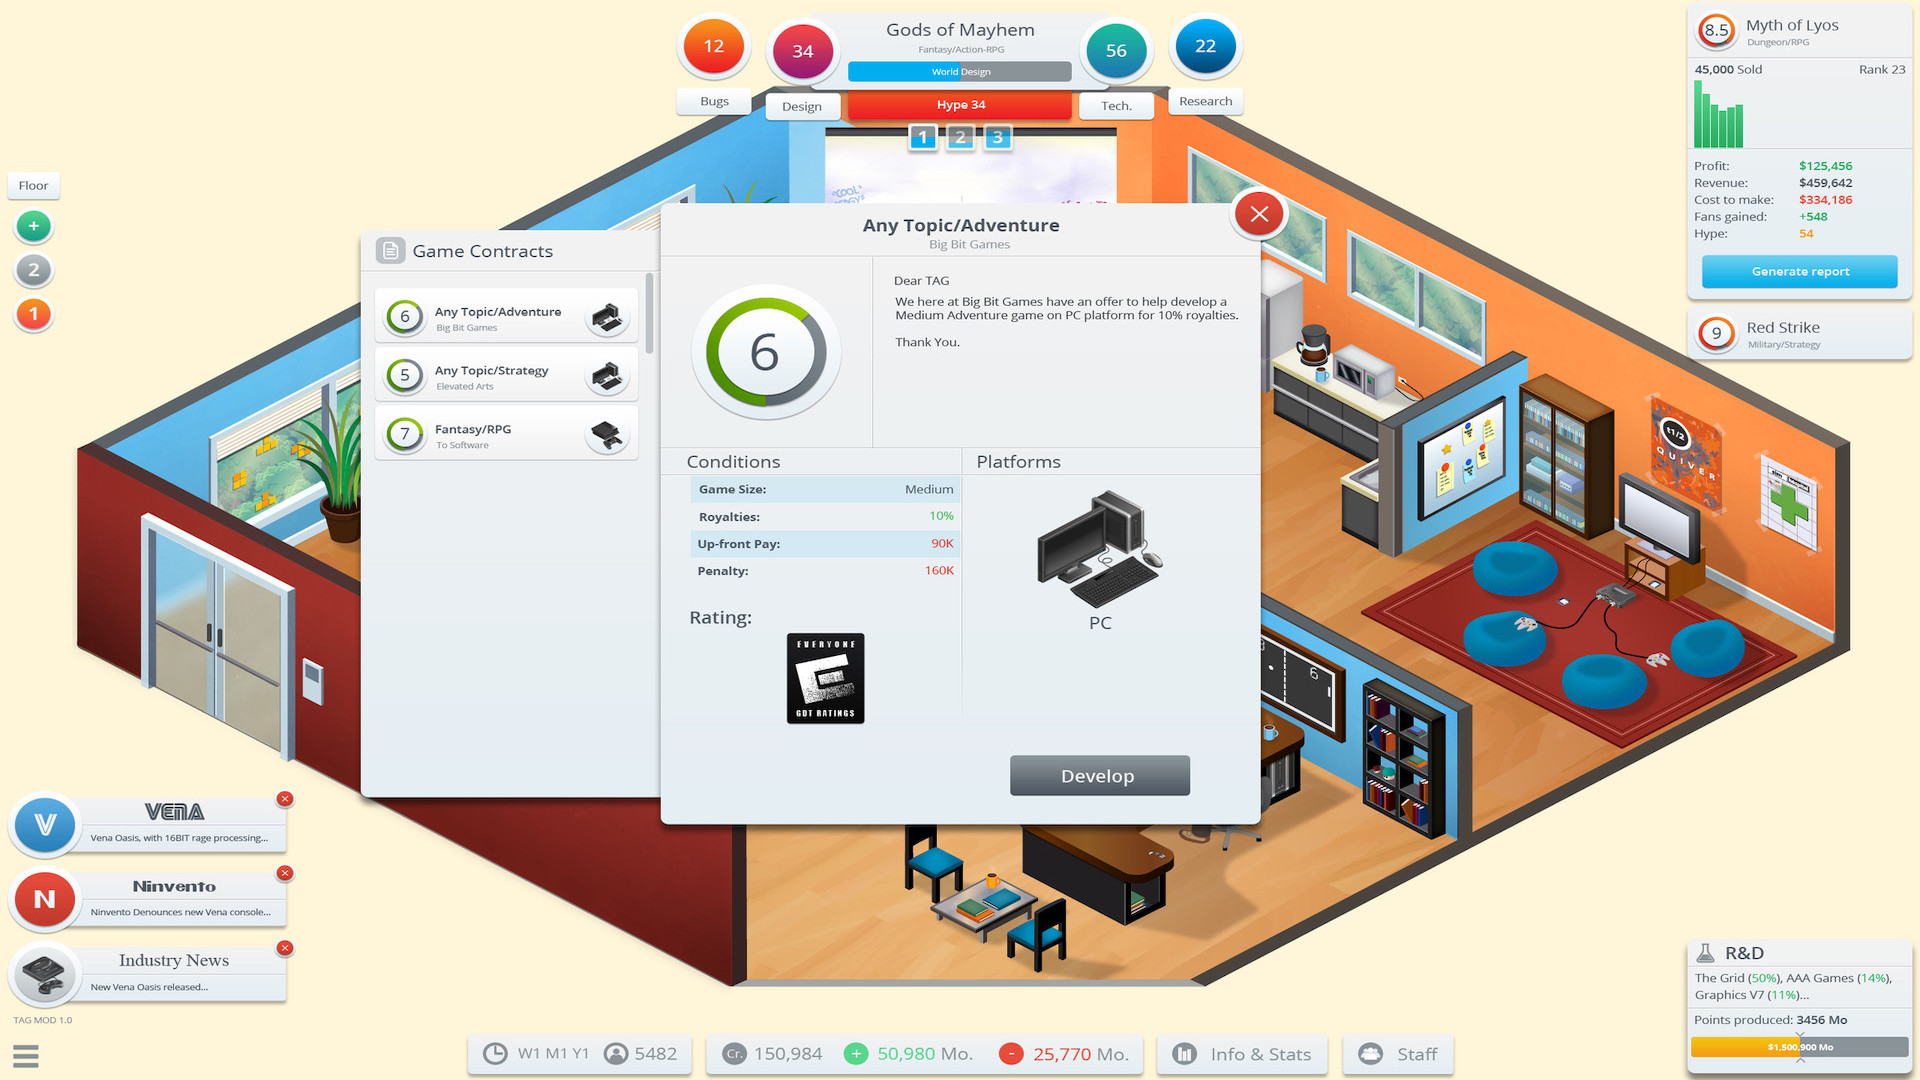 12
Bugs
34
Design
Gods of Mayhem
Fantasy/Action-RPG
World Design
Hype 34
1 2 3
56
Tech.
22
Research
8.5
Myth of Lyos
Dungeon/RPG
45,000 Sold
Rank 23
Profit: $125,456
Revenue: $459,642
Cost to make: $334,186
Fans gained: +548
Hype: 54
Generate report
9
Red Strike
Military/Strategy
Floor
+
2
1
Game Contracts
6
Any Topic/Adventure
Big Bit Games
5
Any Topic/Strategy
Elevated Arts
7
Fantasy/RPG
To Software
Any Topic/Adventure
Big Bit Games
6
Dear TAG
We here at Big Bit Games have an offer to help develop a
Medium Adventure game on PC platform for 10% royalties.
Thank You.
Conditions
Game Size: Medium
Royalties: 10%
Up-front Pay: 90K
Penalty: 160K
Rating:
EVERYONE
E
GDT RATINGS
Platforms
PC
Develop
COOL
t1/2
QUIVER
6
V
VENA
Vena Oasis, with 16BIT rage processing...
N
Ninvento
Ninvento Denounces new Vena console...
Industry News
New Vena Oasis released...
TAG MOD 1.0
W1 M1 Y1
5482
Cr. 150,984
+ 50,980 Mo.
- 25,770 Mo.
Info & Stats
Staff
R&D
The Grid (50%), AAA Games (14%),
Graphics V7 (11%)...
Points produced: 3456 Mo
$1,500,900 Mo